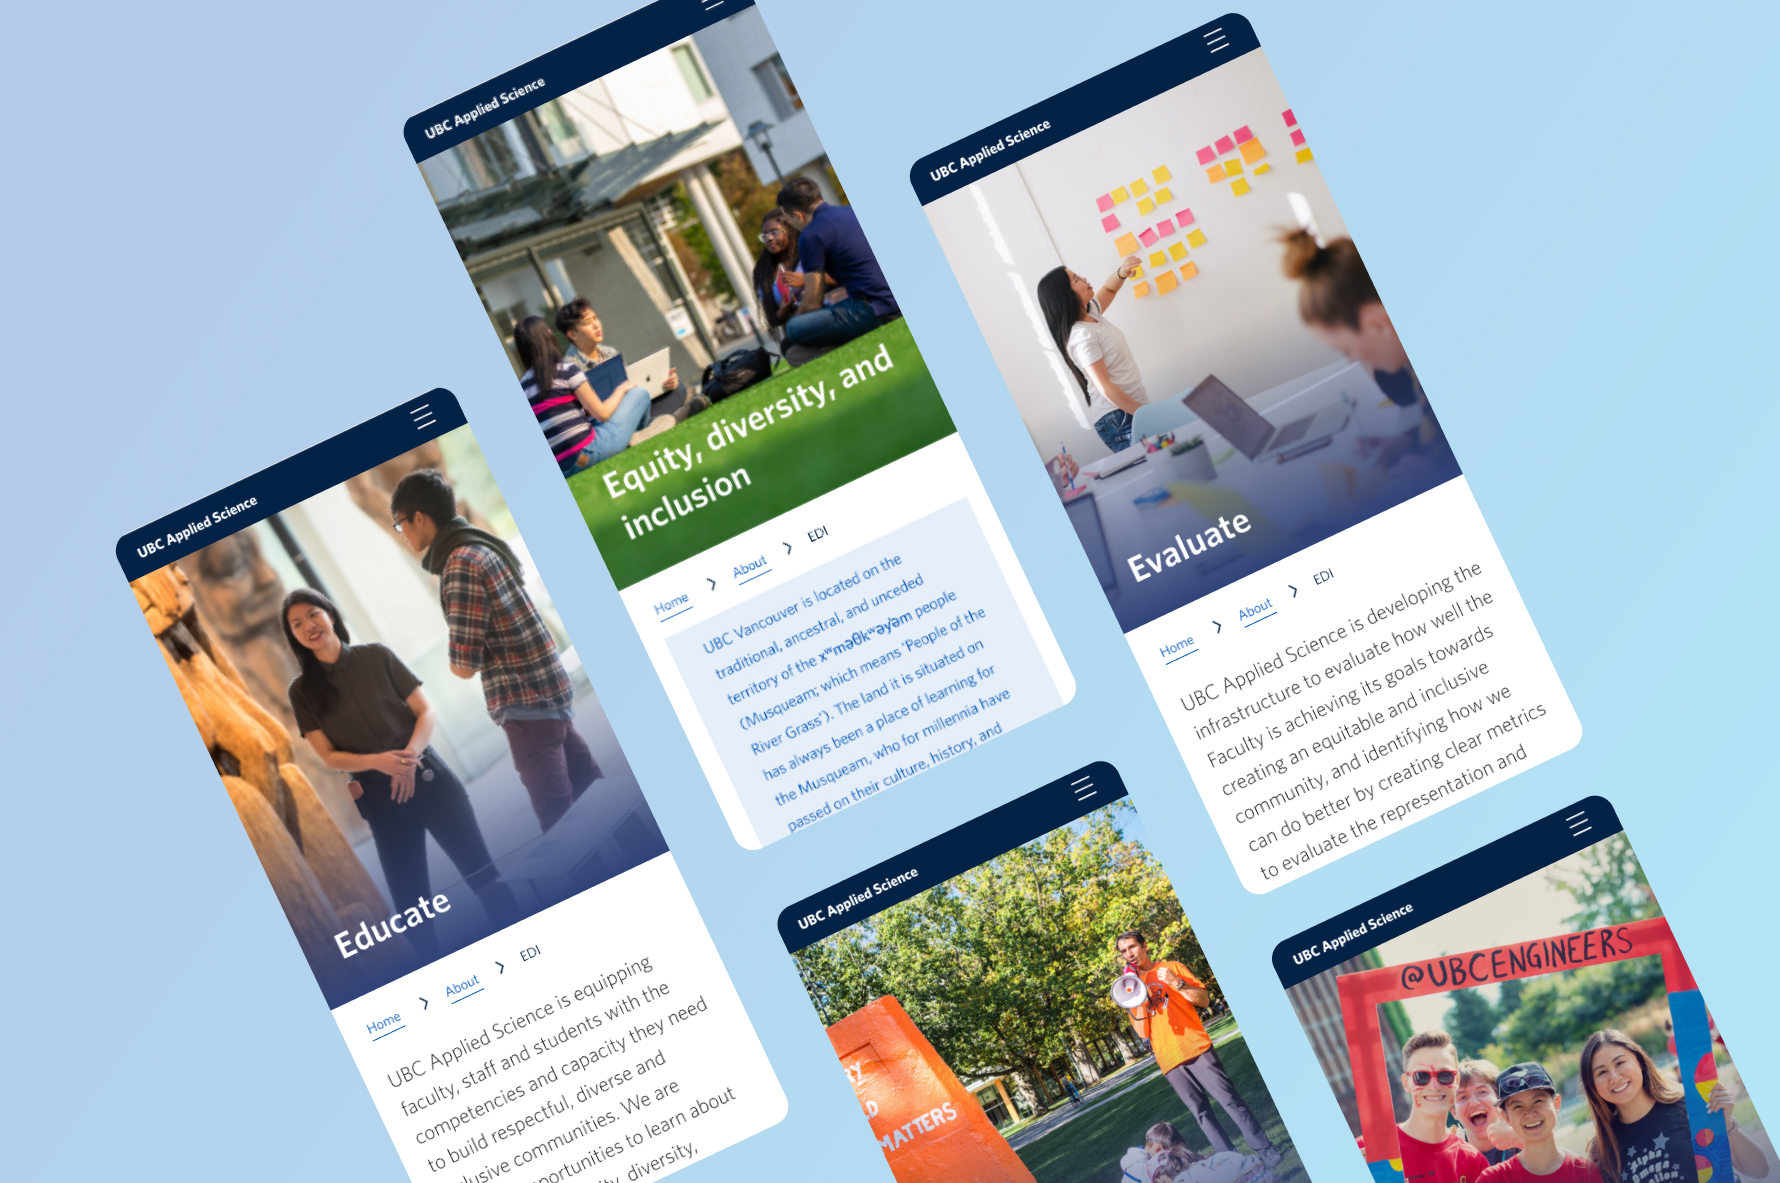 UBC Applied Science
Educate
Home
About
EDI
UBC Applied Science is equipping
faculty, staff and students with the
competencies and capacity they need
to build respectful, diverse and
communities. We are
to learn about
diversity,
UBC Applied Science
Equity, diversity, and
inclusion
Home
About
EDI
UBC Vancouver is located on the
traditional, ancestral, and unceded
territory of the xʷməθkʷəy̓əm people
(Musqueam; which means 'People of the
River Grass'). The land it is situated on
has always been a place of learning for
the Musqueam, who for millennia have
passed on their culture, history, and
UBC Applied Science
Evaluate
Home
About
EDI
UBC Applied Science is developing the
infrastructure to evaluate how well the
Faculty is achieving its goals towards
creating an equitable and inclusive
community, and identifying how we
can do better by creating clear metrics
to evaluate the representation and
UBC Applied Science
MATTERS
UBC Applied Science
@UBCENGINEERS
Alpha
Omega